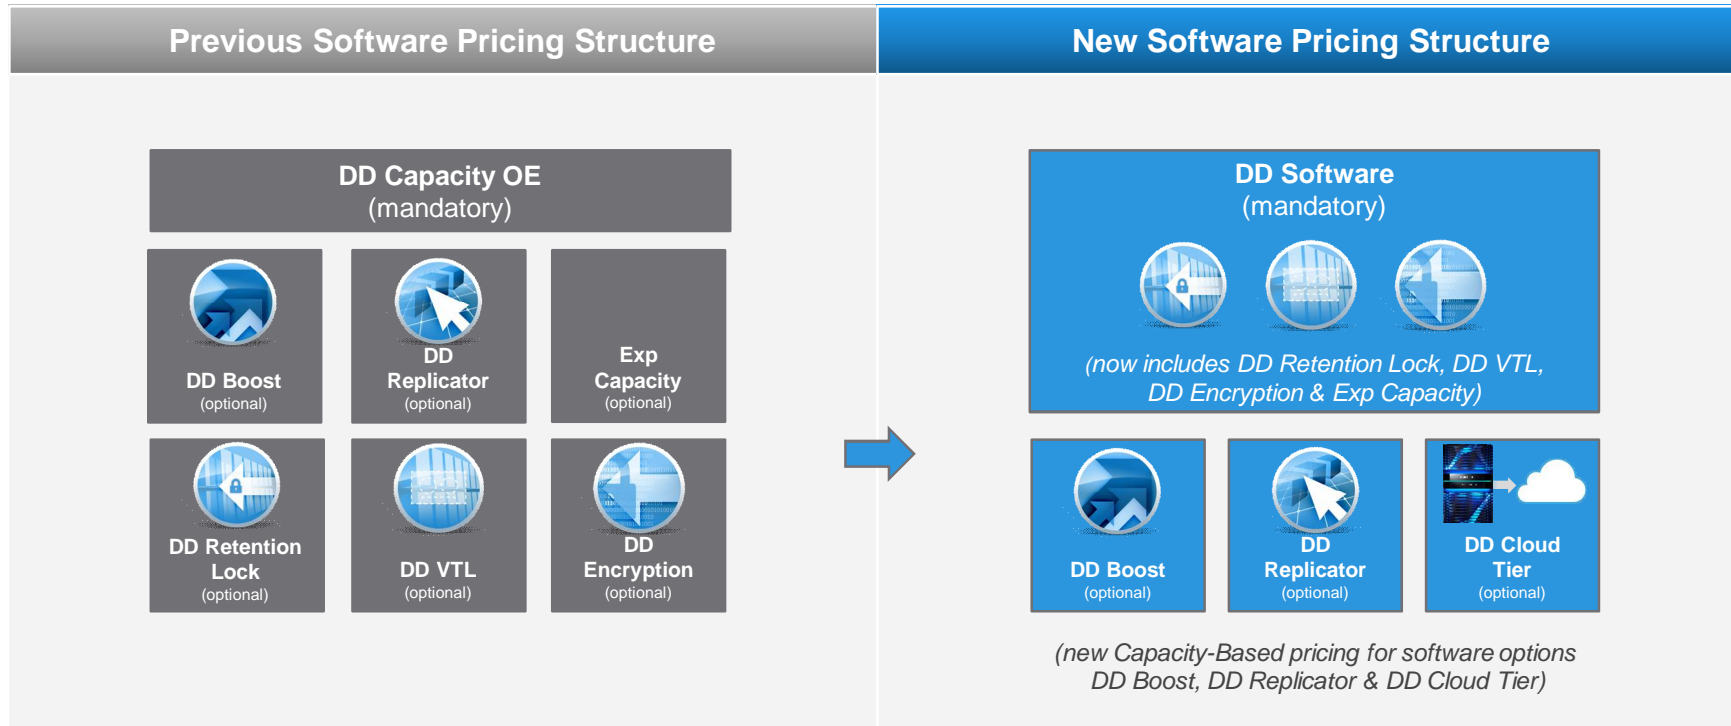 Previous Software Pricing Structure
New Software Pricing Structure
DD Capacity OE
(mandatory)
DD Boost
(optional)
DD
Replicator
(optional)
Exp
Capacity
(optional)
DD Retention
Lock
(optional)
DD VTL
(optional)
DD
Encryption
(optional)
DD Software
(mandatory)
(now includes DD Retention Lock, DD VTL,
DD Encryption & Exp Capacity)
DD Boost
(optional)
DD
Replicator
(optional)
DD Cloud
Tier
(optional)
(new Capacity-Based pricing for software options
DD Boost, DD Replicator & DD Cloud Tier)